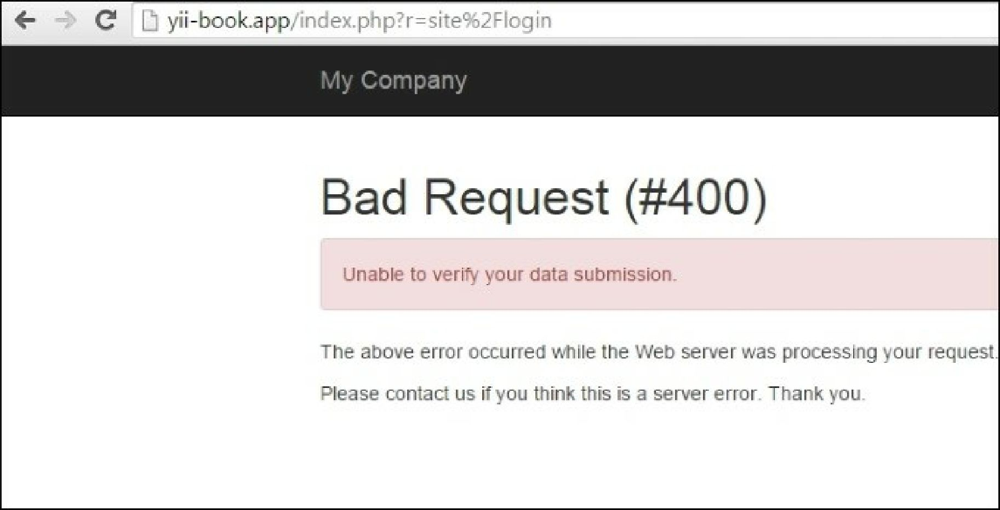 yii-book.app/index.php?r=site%2Flogin
My Company
Bad Request (#400)
Unable to verify your data submission.
The above error occurred while the Web server was processing your request.
Please contact us if you think this is a server error. Thank you.